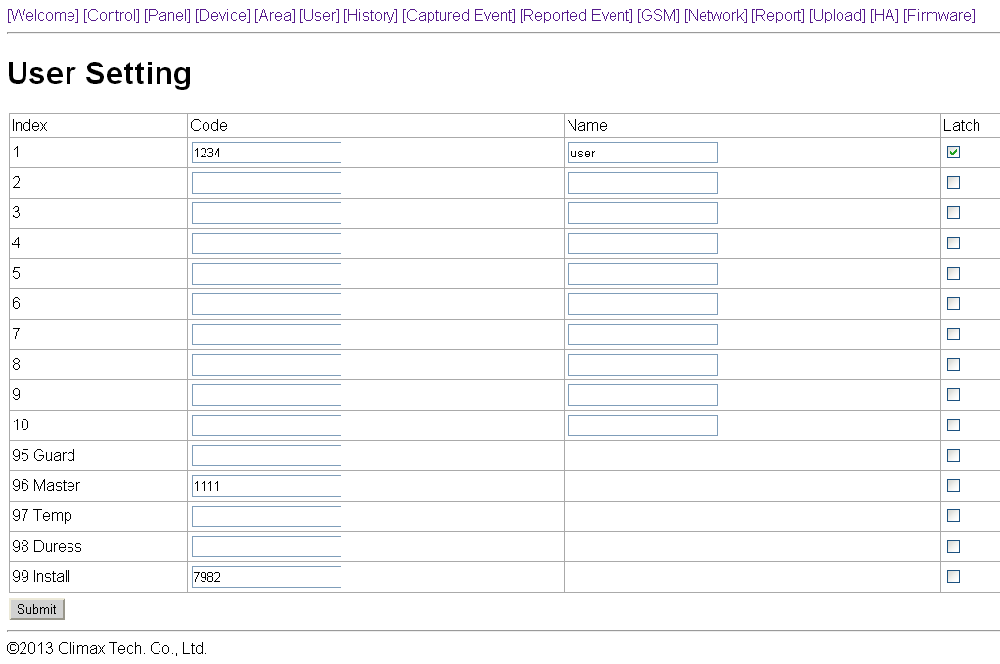 [Welcome] [Control] [Panel] [Device] [Area] [User] [History] [Captured Event] [Reported Event] [GSM] [Network] [Report] [Upload] [HA] [Firmware]
User Setting
Index Code Name Latch
1 1234 user
2
3
4
5
6
7
8
9
10
95 Guard
96 Master 1111
97 Temp
98 Duress
99 Install 7982
Submit
©2013 Climax Tech. Co., Ltd.